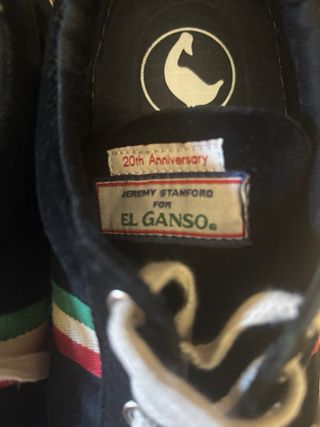 20th Anniversary
JEREMY STANFORD
FOR
EL GANSO®